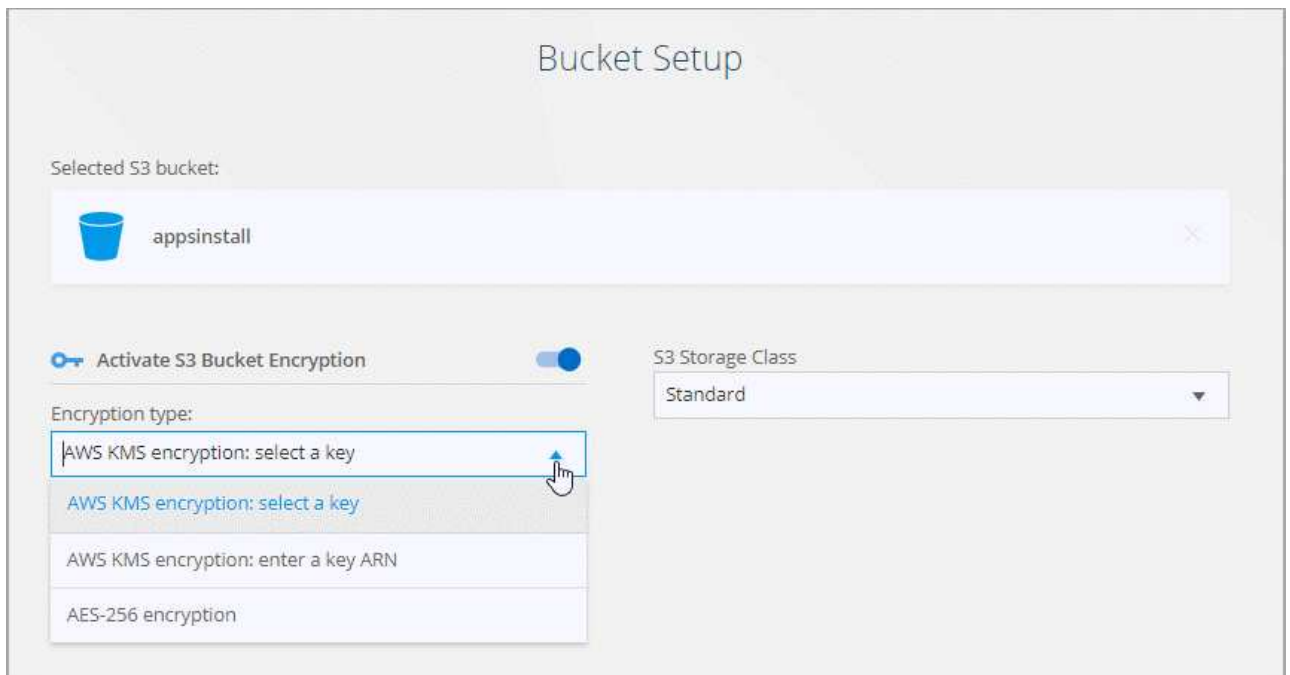 Bucket Setup
Selected S3 bucket:
appsinstall
Activate S3 Bucket Encryption
S3 Storage Class
Standard
Encryption type:
AWS KMS encryption: select a key
AWS KMS encryption: select a key
AWS KMS encryption: enter a key ARN
AES-256 encryption